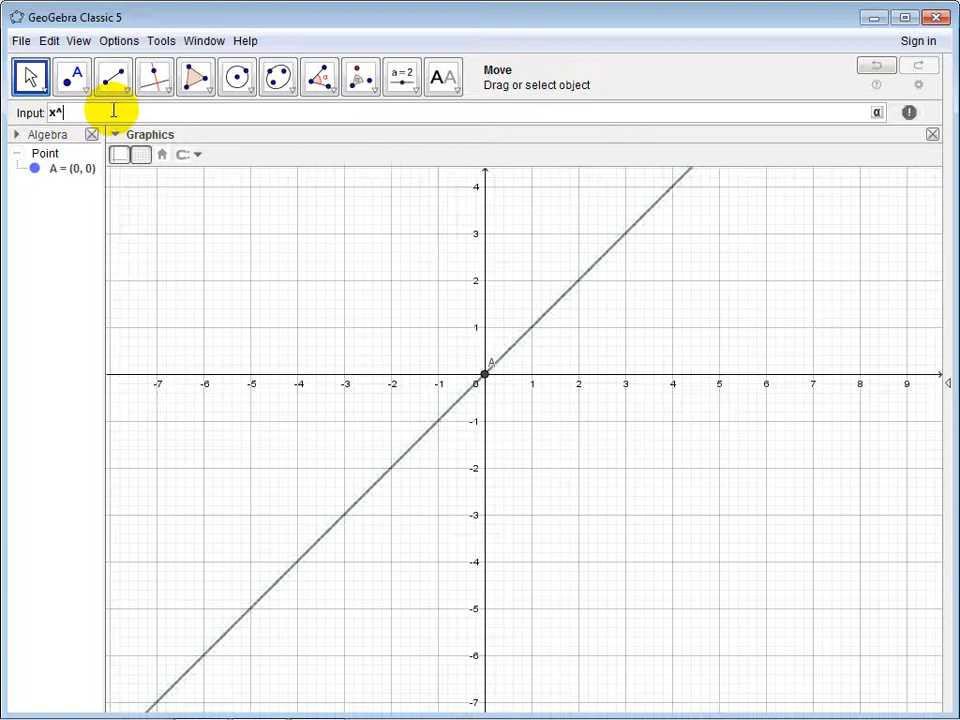 GeoGebra Classic 5
File Edit View Options Tools Window Help Sign in
A α a=2 AA
Move
Drag or select object
Input: x^ α
Algebra Graphics
Point
A = (0, 0)
4
3
2
1
A
-7 -6 -5 -4 -3 -2 -1 0 1 2 3 4 5 6 7 8 9
-1
-2
-3
-4
-5
-6
-7